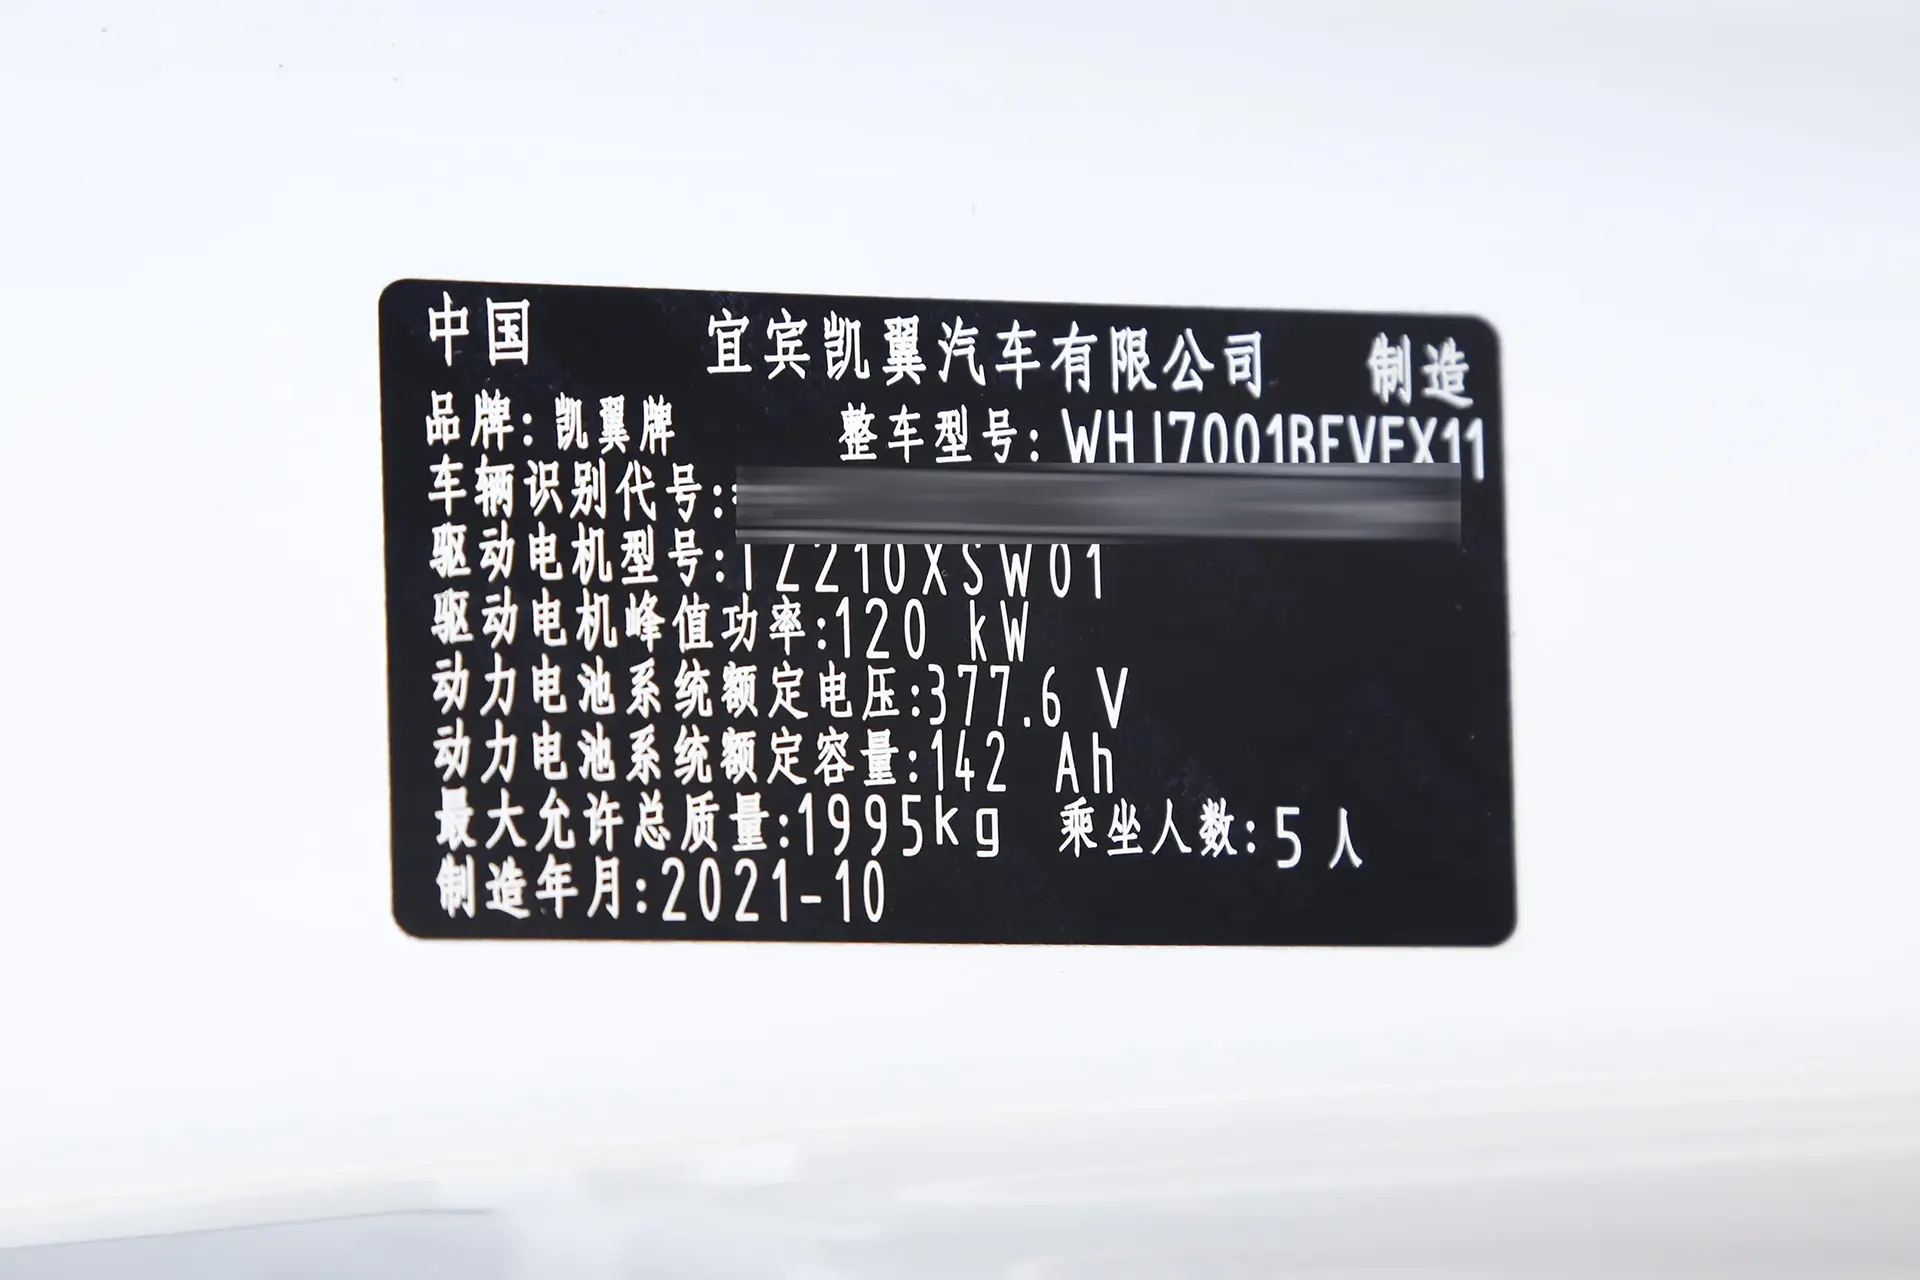 中国 宜宾凯翼汽车有限公司 制造
品牌:凯翼牌 整车型号:WHJ7001BEVEX11
车辆识别代号:
驱动电机型号:TZ210XSW01
驱动电机峰值功率:120 kW
动力电池系统额定电压:377.6 V
动力电池系统额定容量:142 Ah
最大允许总质量:1995kg 乘坐人数:5人
制造年月:2021-10